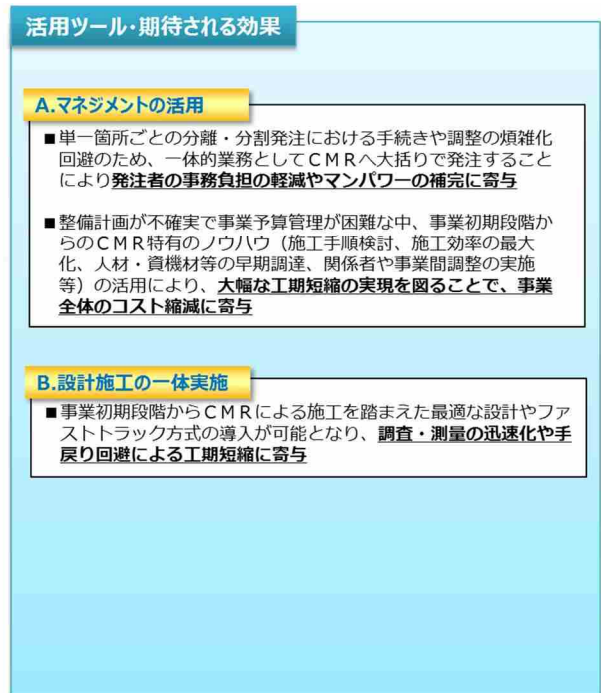 活用ツール・期待される効果
A.マネジメントの活用
■単一箇所ごとの分離・分割発注における手続きや調整の煩雑化
回避のため、一体的業務としてＣＭＲへ大括りで発注すること
により発注者の事務負担の軽減やマンパワーの補完に寄与
■整備計画が不確実で事業予算管理が困難な中、事業初期段階か
らのＣＭＲ特有のノウハウ（施工手順検討、施工効率の最大
化、人材・資機材等の早期調達、関係者や事業間調整の実施
等）の活用により、大幅な工期短縮の実現を図ることで、事業
全体のコスト縮減に寄与
B.設計施工の一体実施
■事業初期段階からＣＭＲによる施工を踏まえた最適な設計やファ
ストトラック方式の導入が可能となり、調査・測量の迅速化や手
戻り回避による工期短縮に寄与